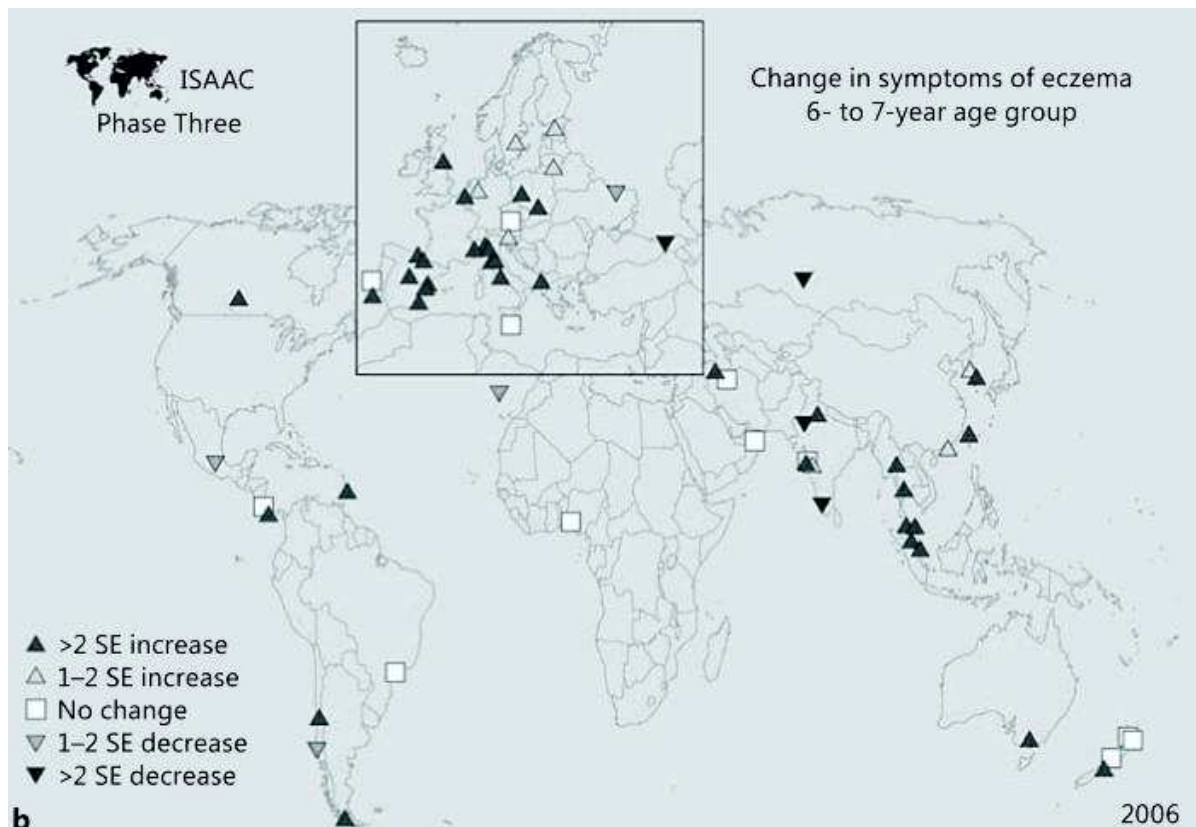 ISAAC
Phase Three
Change in symptoms of eczema
6- to 7-year age group
>2 SE increase
1–2 SE increase
No change
1–2 SE decrease
>2 SE decrease
b
2006